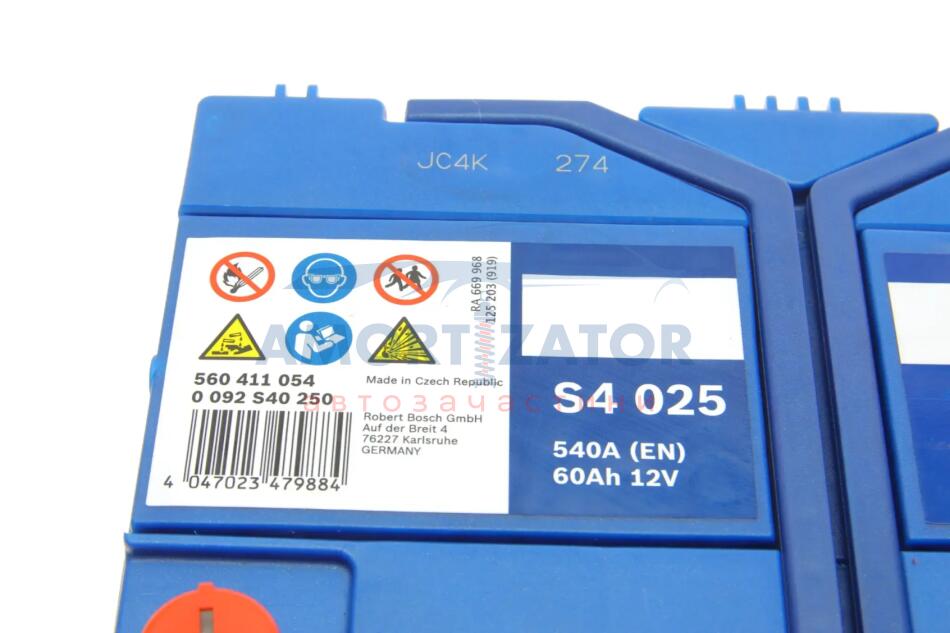 JC4K 274
RA 669 968
125 203 (919)
AMORTIZATOR
автозапчастини
560 411 054
0 092 S40 250
Made in Czech Republic
Robert Bosch GmbH
Auf der Breit 4
76227 Karlsruhe
GERMANY
4 047023 479884
S4 025
540A (EN)
60Ah 12V